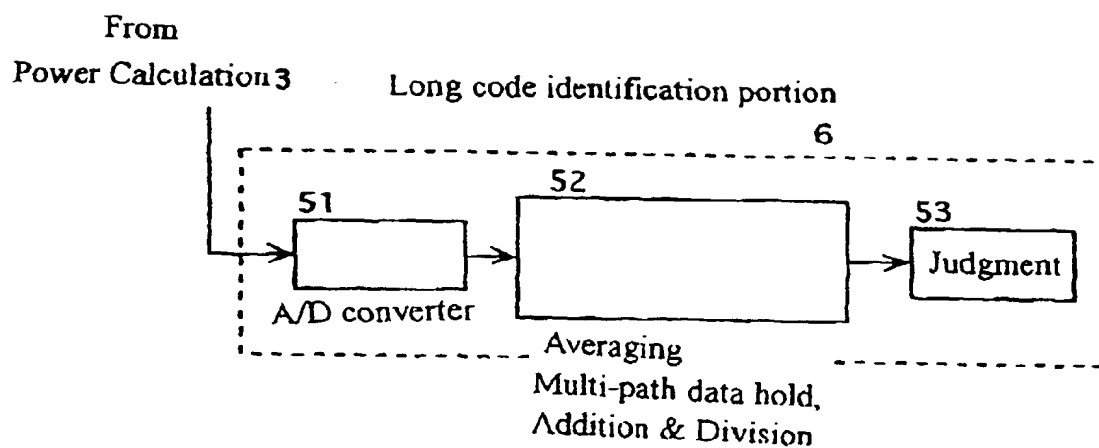 From
Power Calculation 3
Long code identification portion
6
51
52
53
Judgment
A/D converter
Averaging
Multi-path data hold,
Addition & Division